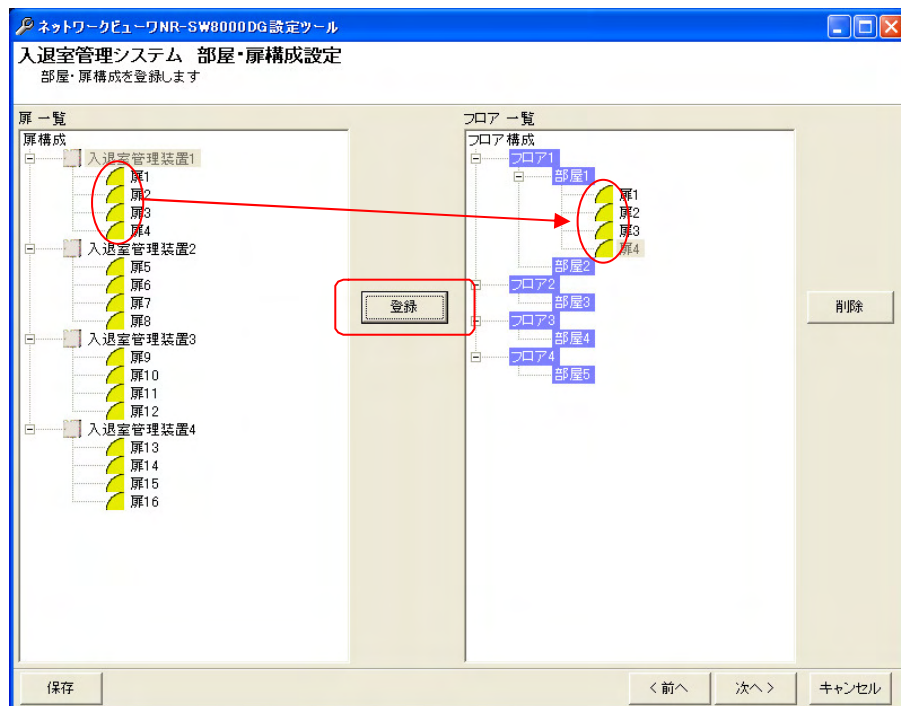 ネットワークビューワNR-SW8000DG設定ツール
入退室管理システム 部屋・扉構成設定
部屋・扉構成を登録します
扉 一覧
扉構成
入退室管理装置1
扉1
扉2
扉3
扉4
入退室管理装置2
扉5
扉6
扉7
扉8
入退室管理装置3
扉9
扉10
扉11
扉12
入退室管理装置4
扉13
扉14
扉15
扉16
登録
フロア 一覧
フロア構成
フロア1
部屋1
扉1
扉2
扉3
扉4
部屋2
フロア2
部屋3
フロア3
部屋4
フロア4
部屋5
削除
保存
<前へ
次へ>
キャンセル